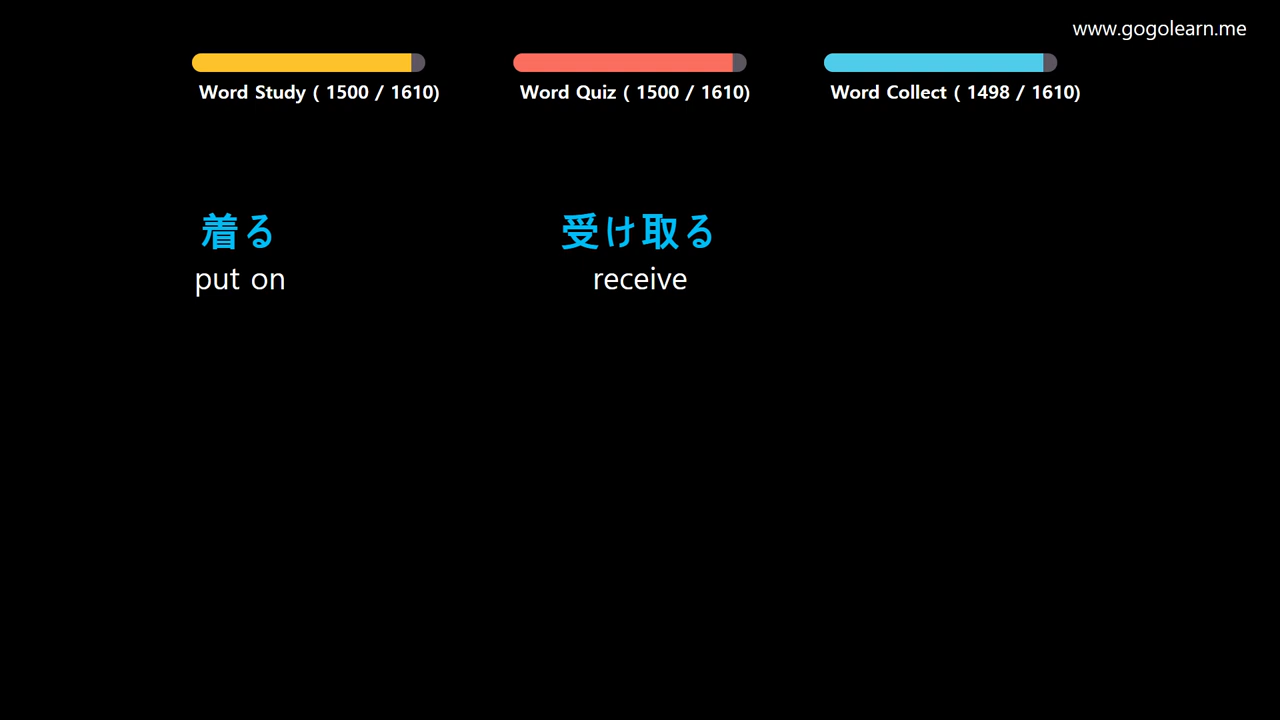 www.gogolearn.me
Word Study ( 1500 / 1610)
Word Quiz ( 1500 / 1610)
Word Collect ( 1498 / 1610)
着る
put on
受け取る
receive